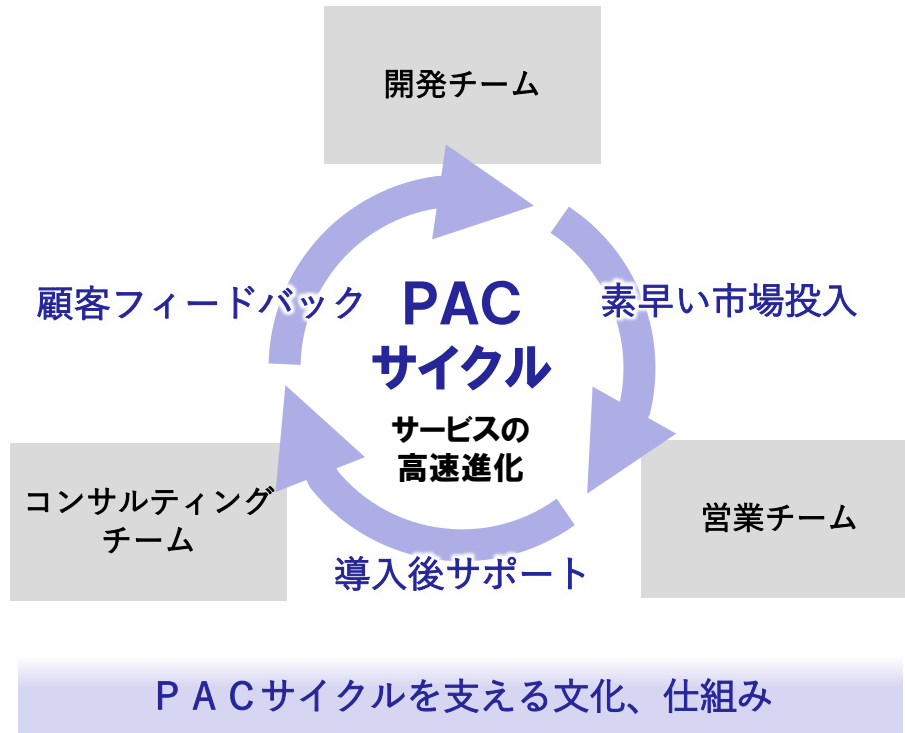 開発チーム
顧客フィードバック
PAC
サイクル
サービスの
高速進化
素早い市場投入
コンサルティング
チーム
営業チーム
導入後サポート
ＰＡＣサイクルを支える文化、仕組み